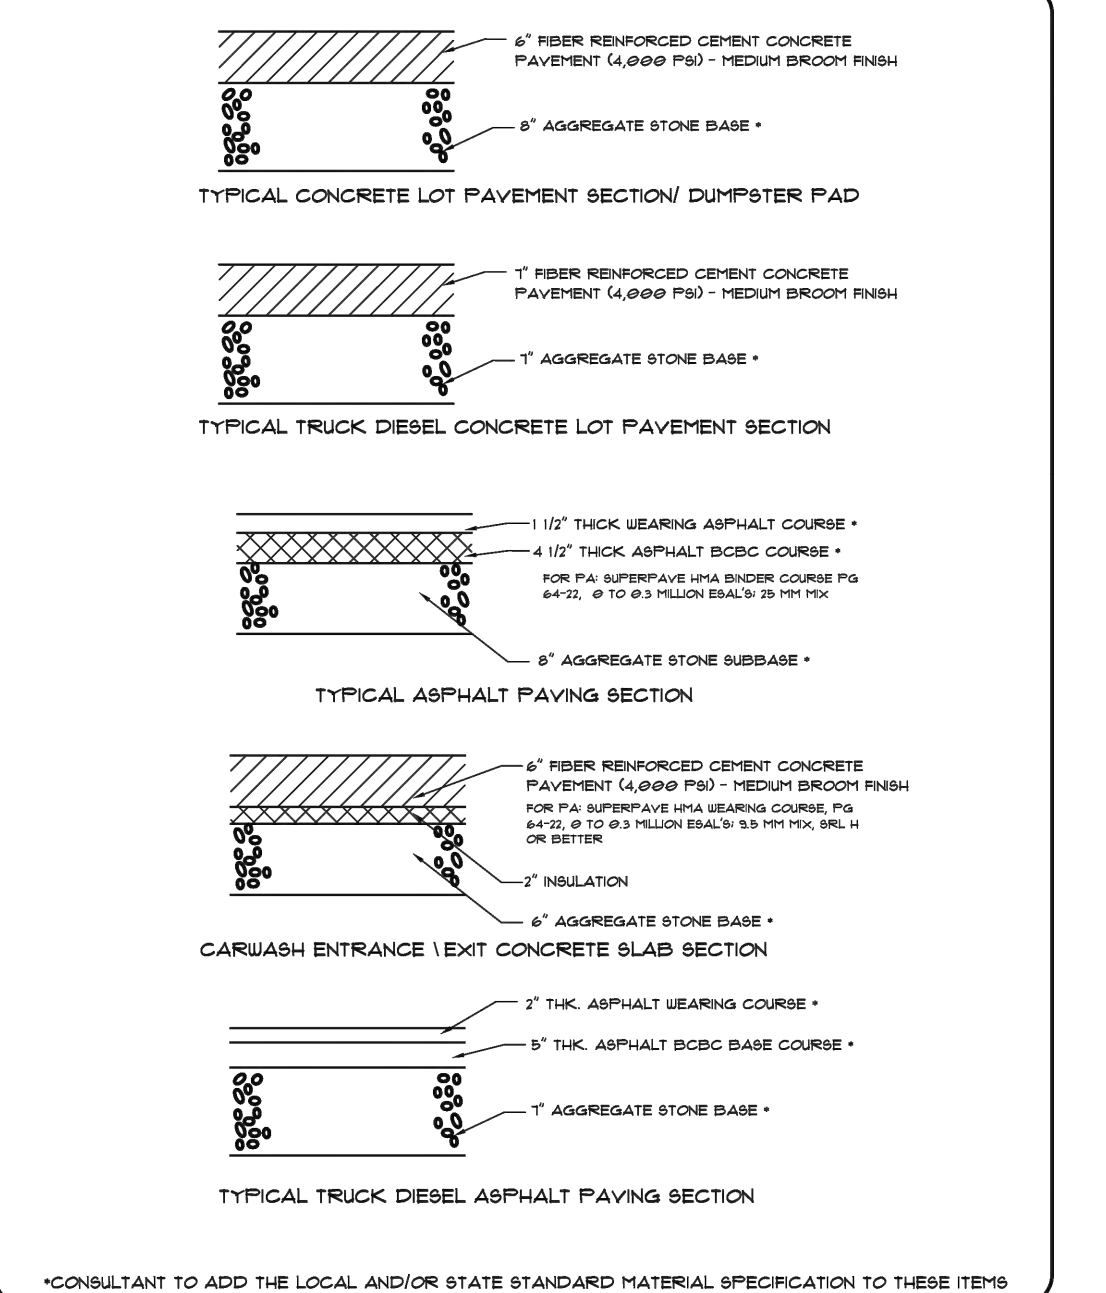 6" FIBER REINFORCED CEMENT CONCRETE
PAVEMENT (4,000 PSI) - MEDIUM BROOM FINISH
8" AGGREGATE STONE BASE *
TYPICAL CONCRETE LOT PAVEMENT SECTION/ DUMPSTER PAD
7" FIBER REINFORCED CEMENT CONCRETE
PAVEMENT (4,000 PSI) - MEDIUM BROOM FINISH
7" AGGREGATE STONE BASE *
TYPICAL TRUCK DIESEL CONCRETE LOT PAVEMENT SECTION
1 1/2" THICK WEARING ASPHALT COURSE *
4 1/2" THICK ASPHALT BCBC COURSE *
FOR PA: SUPERPAVE HMA BINDER COURSE PG
64-22, 0 TO 0.3 MILLION ESAL'S; 25 MM MIX
8" AGGREGATE STONE SUBBASE *
TYPICAL ASPHALT PAVING SECTION
6" FIBER REINFORCED CEMENT CONCRETE
PAVEMENT (4,000 PSI) - MEDIUM BROOM FINISH
FOR PA: SUPERPAVE HMA WEARING COURSE, PG
64-22, 0 TO 0.3 MILLION ESAL'S; 9.5 MM MIX, SRL H
OR BETTER
2" INSULATION
6" AGGREGATE STONE BASE *
CARWASH ENTRANCE \ EXIT CONCRETE SLAB SECTION
2" THK. ASPHALT WEARING COURSE *
5" THK. ASPHALT BCBC BASE COURSE *
7" AGGREGATE STONE BASE *
TYPICAL TRUCK DIESEL ASPHALT PAVING SECTION
*CONSULTANT TO ADD THE LOCAL AND/OR STATE STANDARD MATERIAL SPECIFICATION TO THESE ITEMS